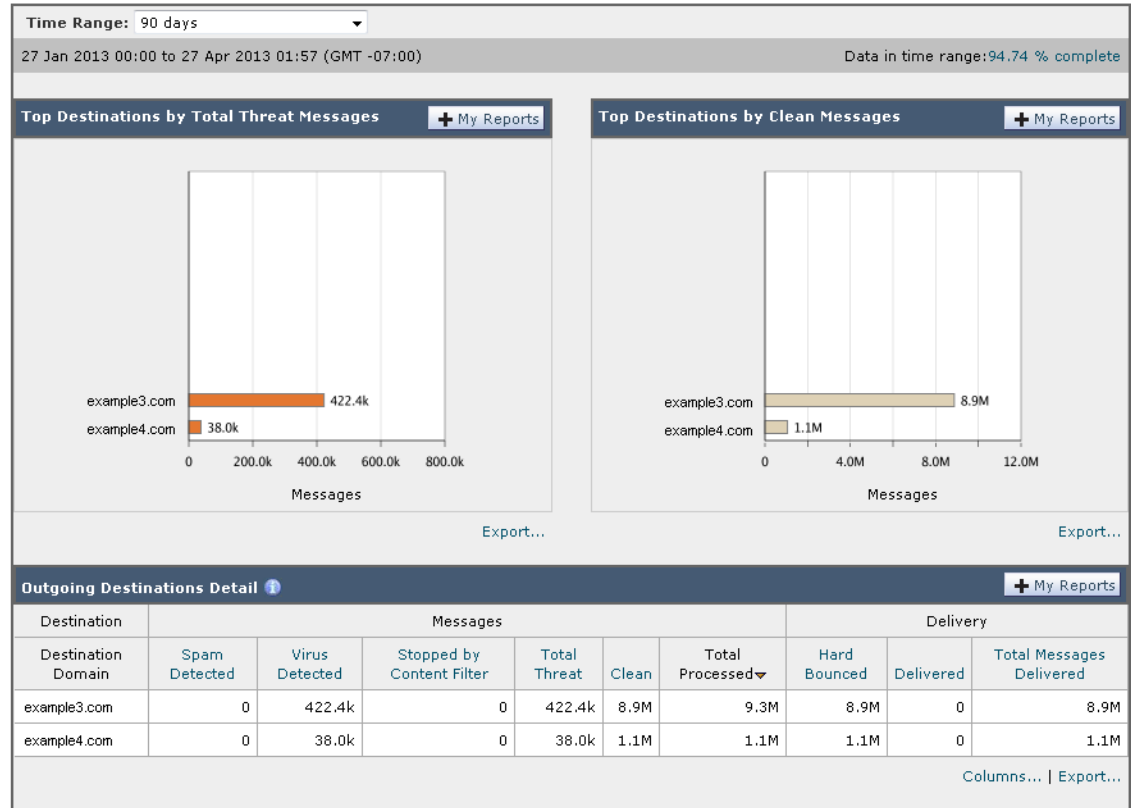 Time Range: 90 days
27 Jan 2013 00:00 to 27 Apr 2013 01:57 (GMT -07:00) Data in time range:94.74 % complete
Top Destinations by Total Threat Messages + My Reports
example3.com 422.4k
example4.com 38.0k
0 200.0k 400.0k 600.0k 800.0k
Messages
Export...
Top Destinations by Clean Messages + My Reports
example3.com 8.9M
example4.com 1.1M
0 4.0M 8.0M 12.0M
Messages
Export...
Outgoing Destinations Detail i + My Reports
Destination Messages Delivery
Destination Domain Spam Detected Virus Detected Stopped by Content Filter Total Threat Clean Total Processed Hard Bounced Delivered Total Messages Delivered
example3.com 0 422.4k 0 422.4k 8.9M 9.3M 8.9M 0 8.9M
example4.com 0 38.0k 0 38.0k 1.1M 1.1M 1.1M 0 1.1M
Columns... | Export...